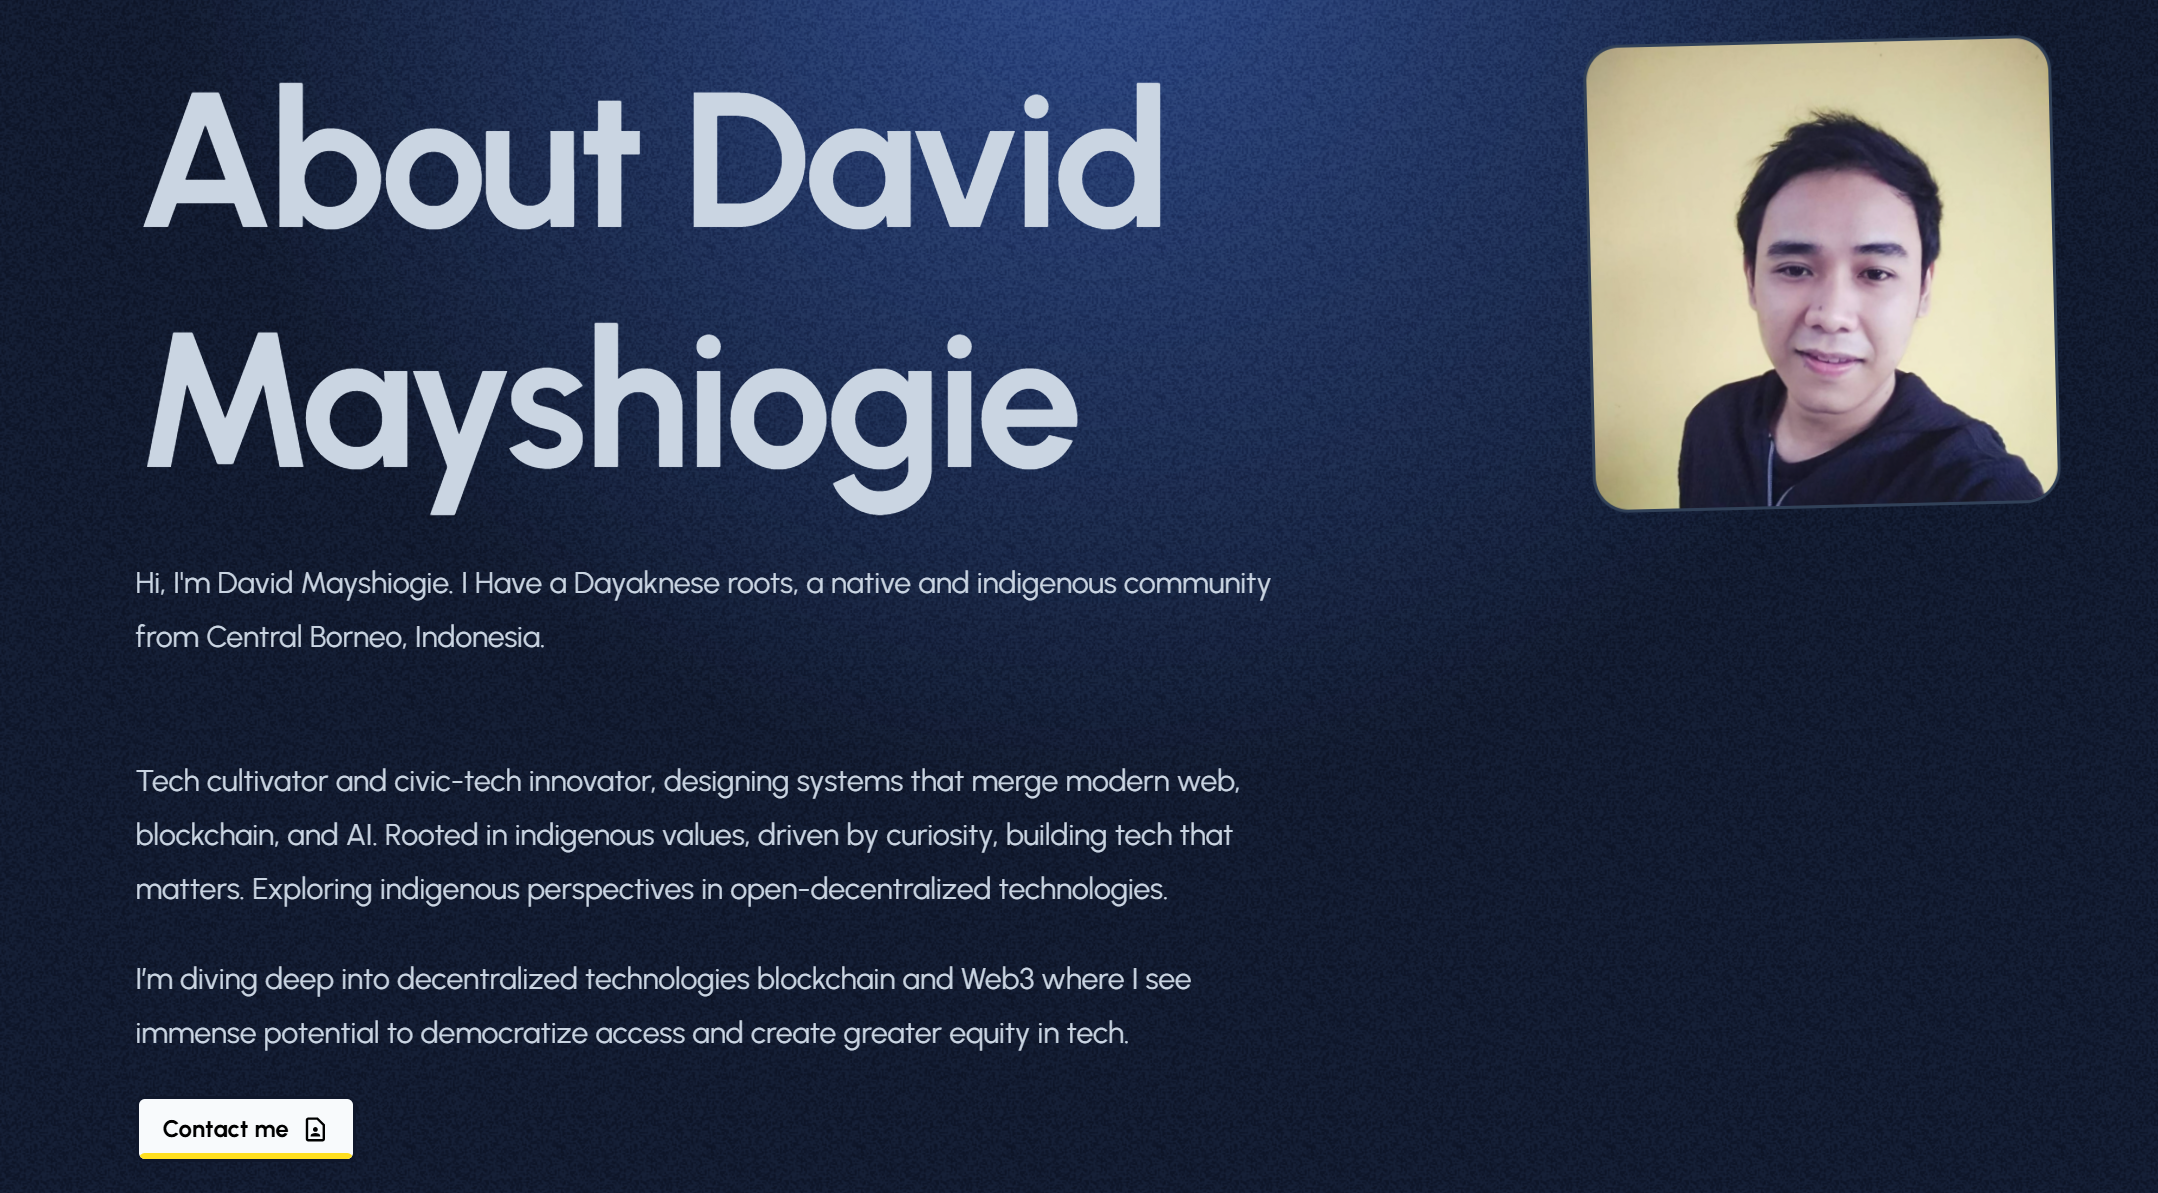 About David
Mayshiogie
Hi, I'm David Mayshiogie. I Have a Dayaknese roots, a native and indigenous community
from Central Borneo, Indonesia.
Tech cultivator and civic-tech innovator, designing systems that merge modern web,
blockchain, and AI. Rooted in indigenous values, driven by curiosity, building tech that
matters. Exploring indigenous perspectives in open-decentralized technologies.
I’m diving deep into decentralized technologies blockchain and Web3 where I see
immense potential to democratize access and create greater equity in tech.
Contact me